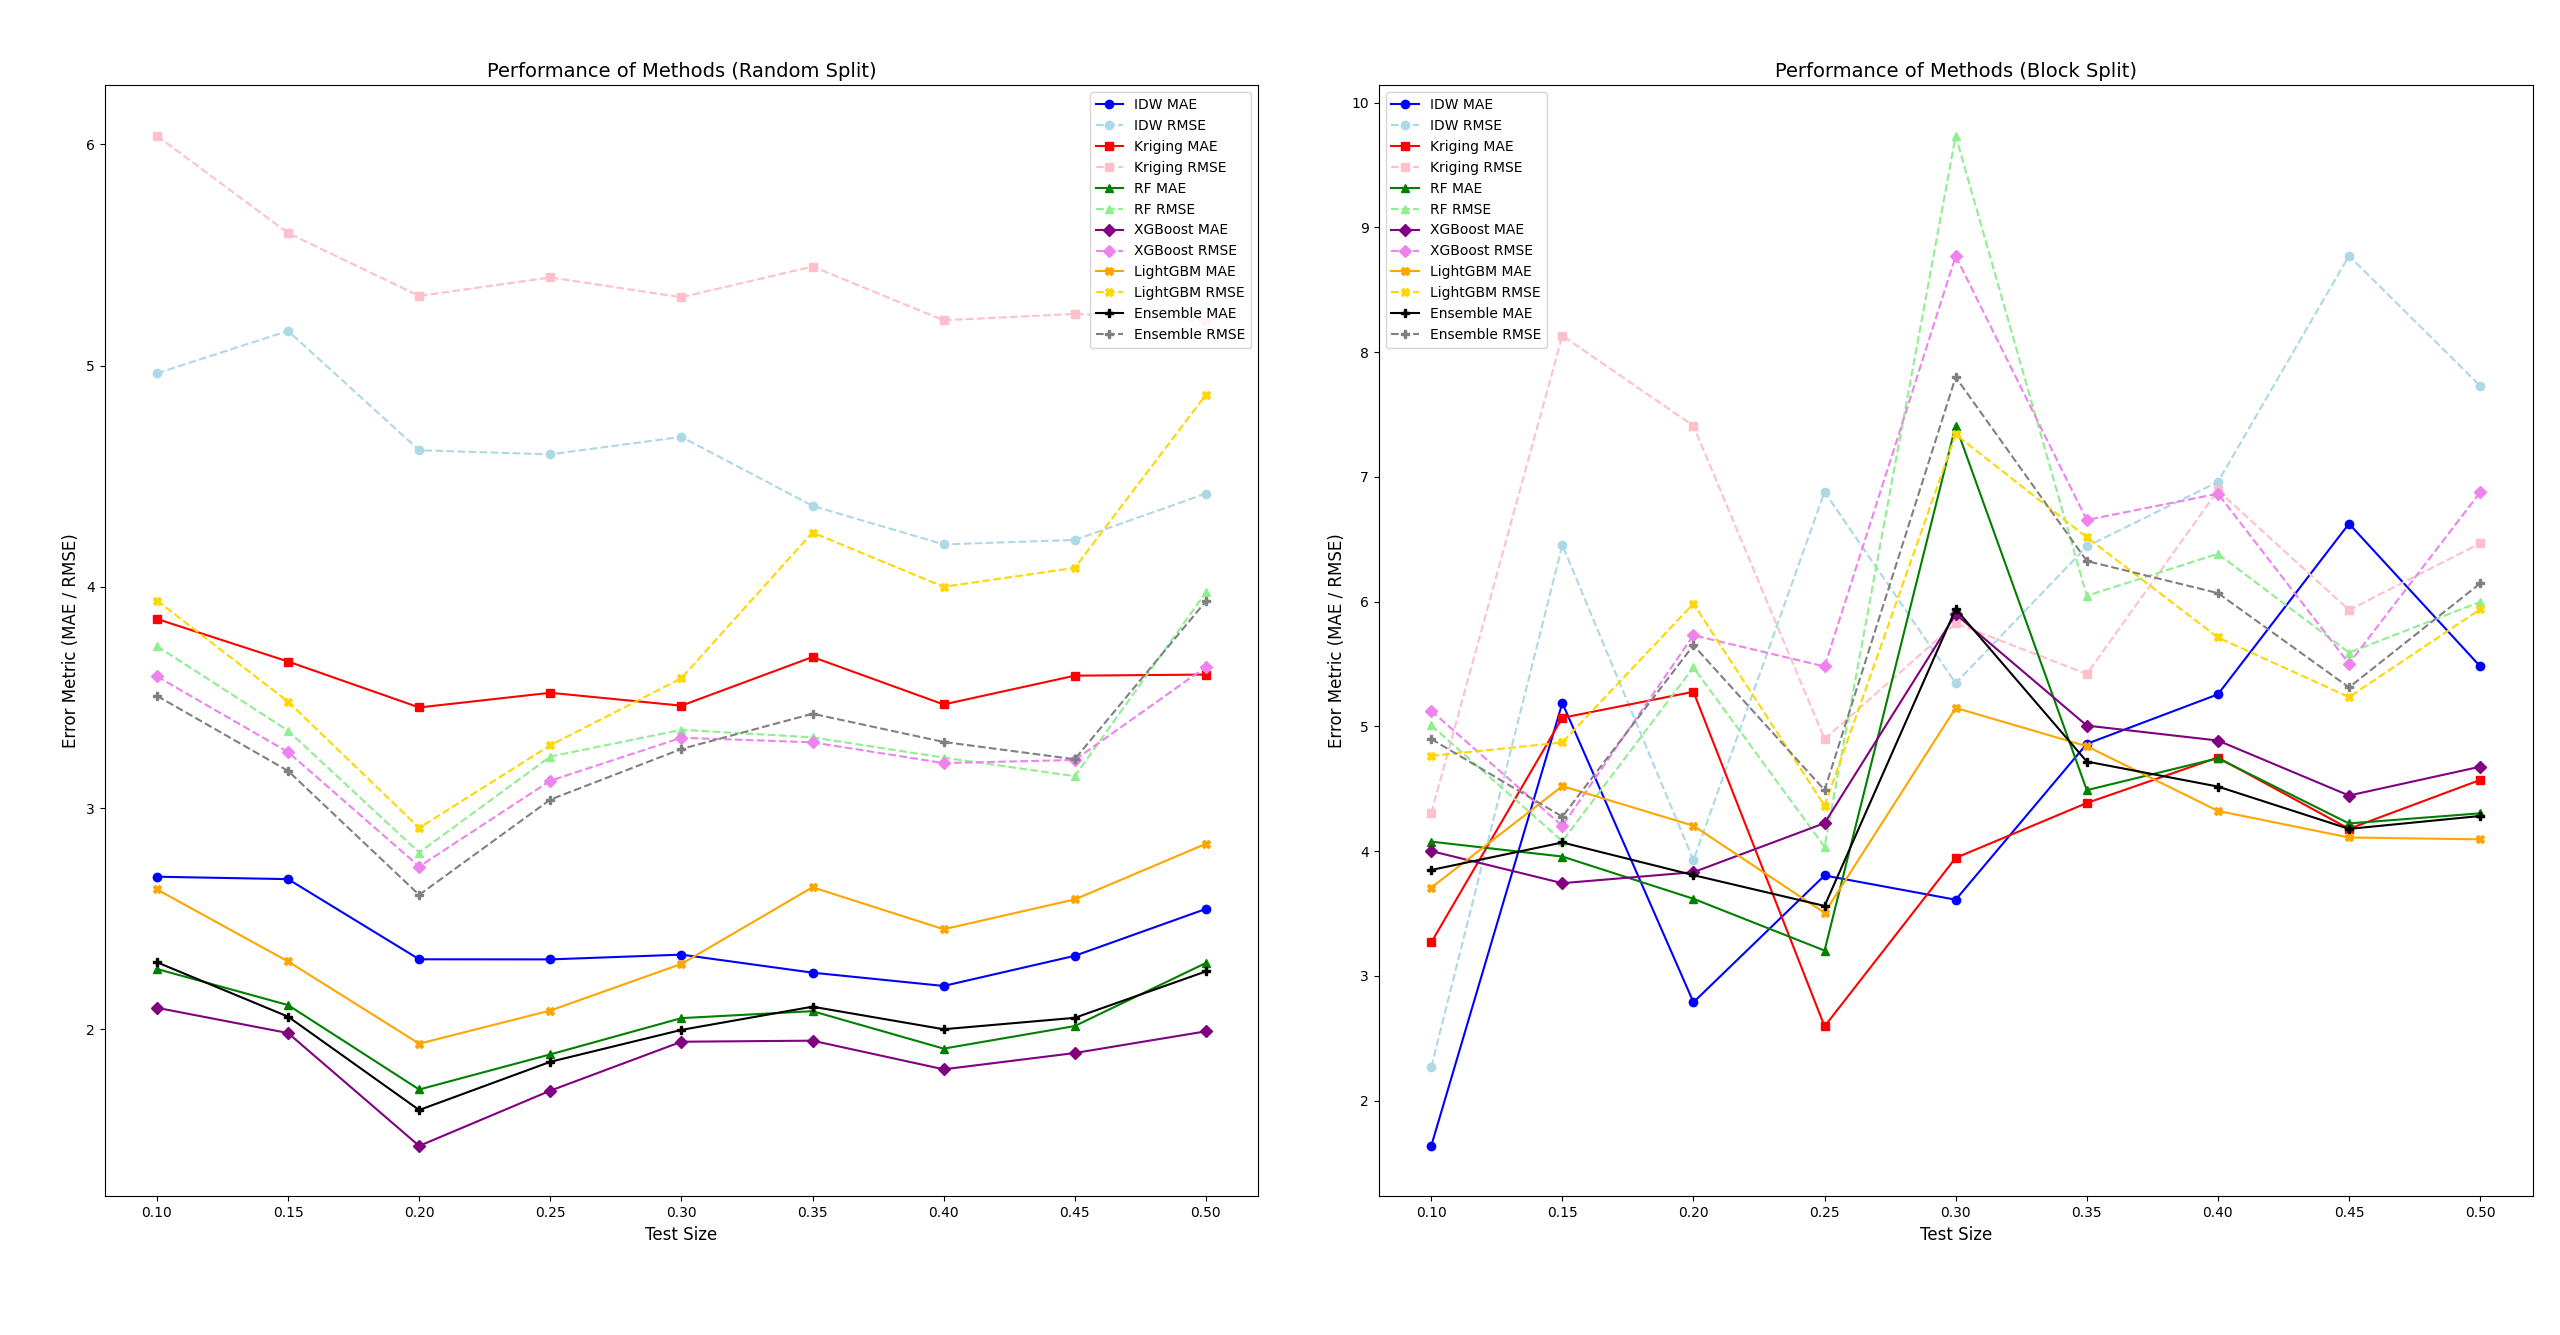 Performance of Methods (Random Split)
Error Metric (MAE / RMSE)
6
5
4
3
2
IDW MAE
IDW RMSE
Kriging MAE
Kriging RMSE
RF MAE
RF RMSE
XGBoost MAE
XGBoost RMSE
LightGBM MAE
LightGBM RMSE
Ensemble MAE
Ensemble RMSE
0.10 0.15 0.20 0.25 0.30 0.35 0.40 0.45 0.50
Test Size
Performance of Methods (Block Split)
Error Metric (MAE / RMSE)
10
9
8
7
6
5
4
3
2
IDW MAE
IDW RMSE
Kriging MAE
Kriging RMSE
RF MAE
RF RMSE
XGBoost MAE
XGBoost RMSE
LightGBM MAE
LightGBM RMSE
Ensemble MAE
Ensemble RMSE
0.10 0.15 0.20 0.25 0.30 0.35 0.40 0.45 0.50
Test Size